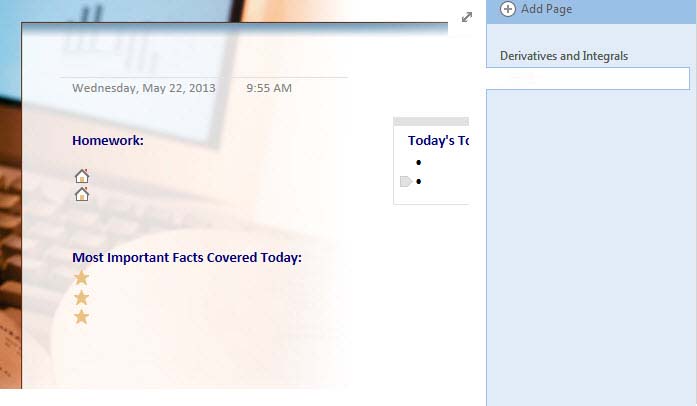 Add Page
Derivatives and Integrals
Wednesday, May 22, 2013 9:55 AM
Homework:
Today's To
Most Important Facts Covered Today: